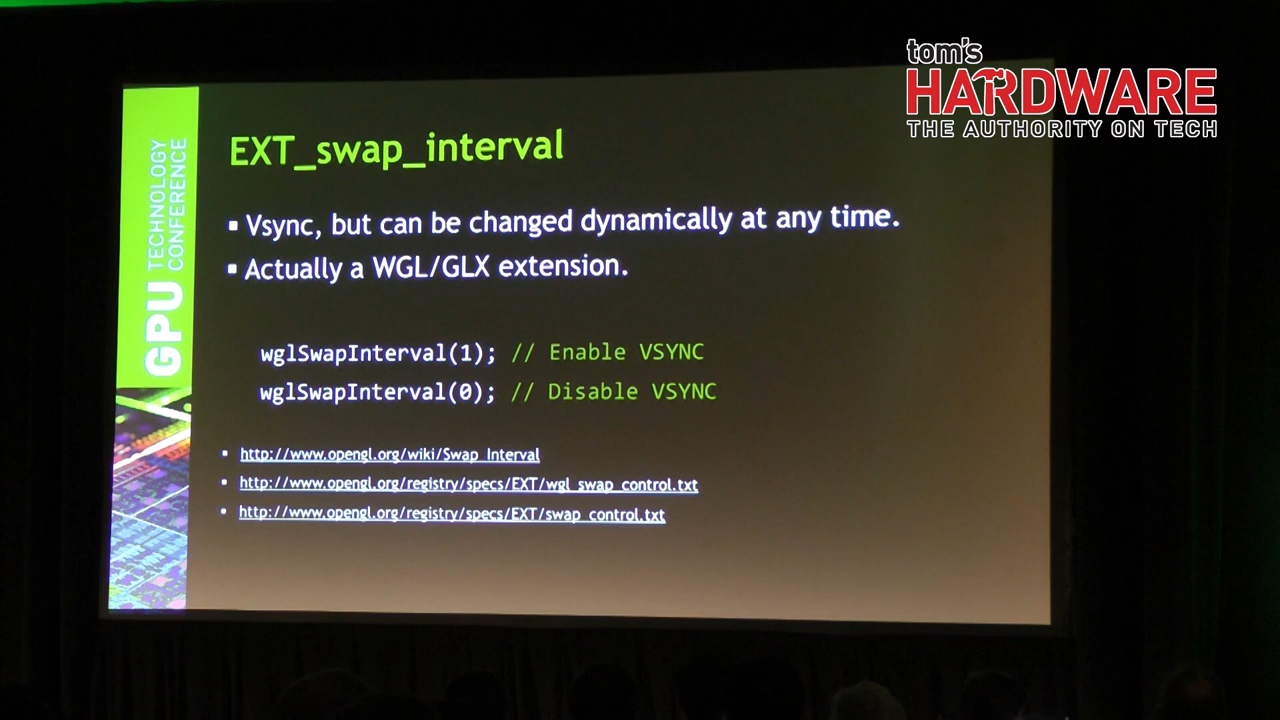 tom's
HARDWARE
THE AUTHORITY ON TECH
GPU TECHNOLOGY
CONFERENCE
EXT_swap_interval
▪ Vsync, but can be changed dynamically at any time.
▪ Actually a WGL/GLX extension.
wglSwapInterval(1); // Enable VSYNC
wglSwapInterval(0); // Disable VSYNC
▪ http://www.opengl.org/wiki/Swap_Interval
▪ http://www.opengl.org/registry/specs/EXT/wgl_swap_control.txt
▪ http://www.opengl.org/registry/specs/EXT/swap_control.txt